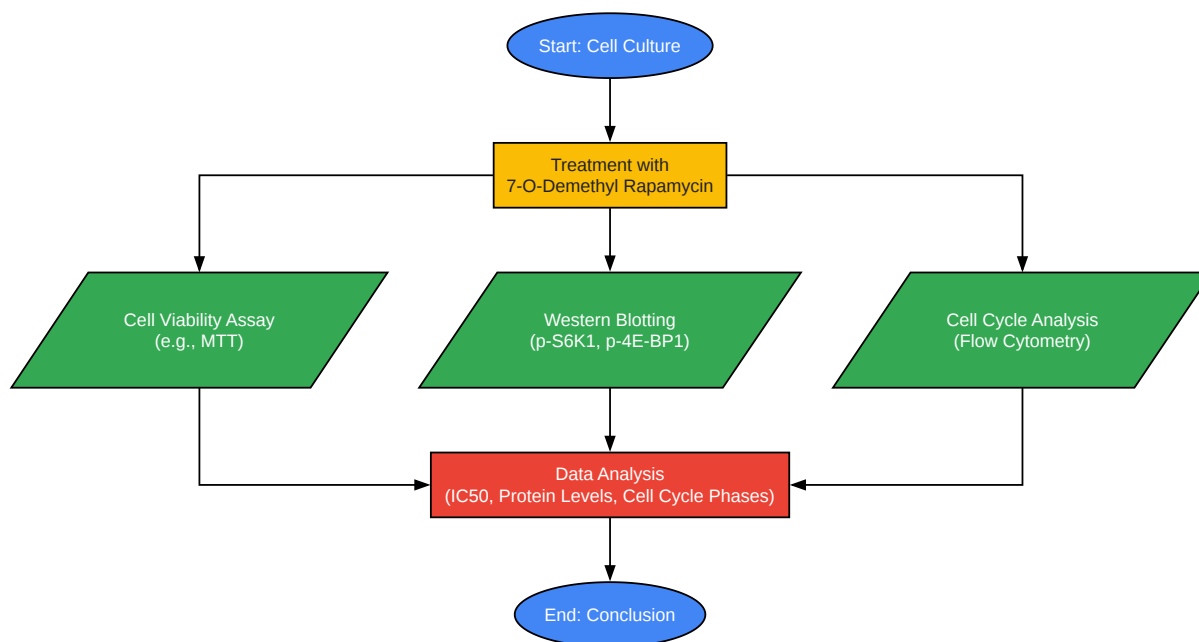 Start: Cell Culture
Treatment with
7-O-Demethyl Rapamycin
Cell Viability Assay
(e.g., MTT)
Western Blotting
(p-S6K1, p-4E-BP1)
Cell Cycle Analysis
(Flow Cytometry)
Data Analysis
(IC50, Protein Levels, Cell Cycle Phases)
End: Conclusion